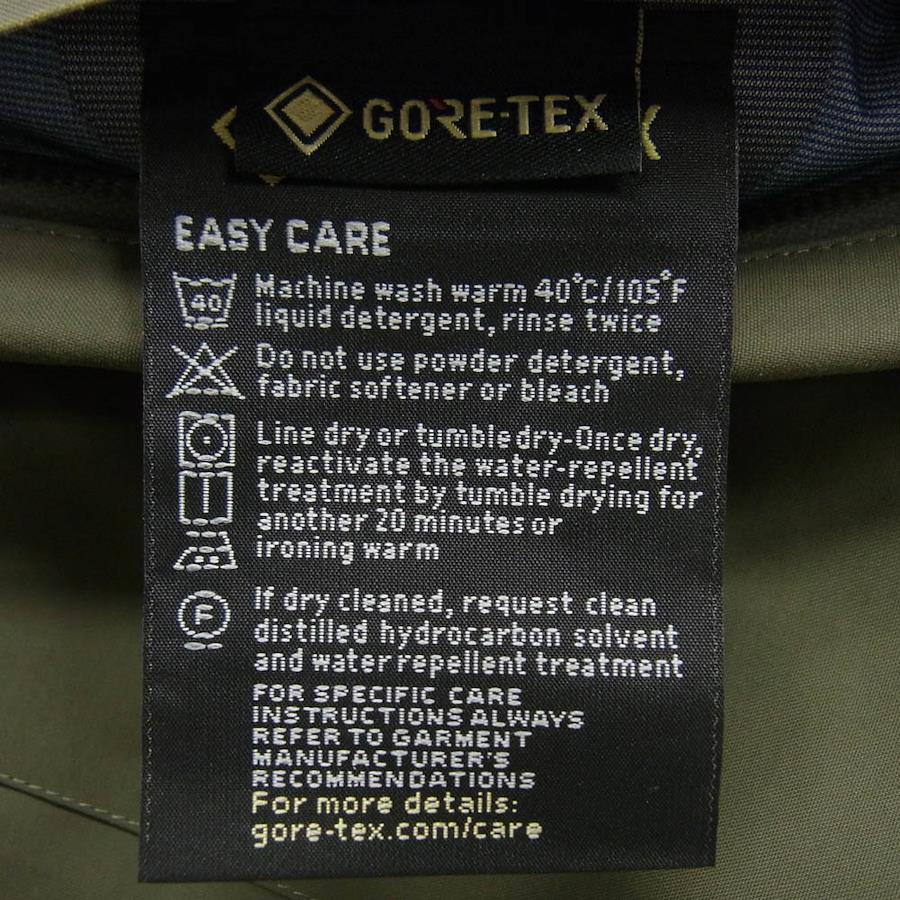 GORE-TEX
EASY CARE
40
Machine wash warm 40°C/105°F
liquid detergent, rinse twice
Do not use powder detergent,
fabric softener or bleach
Line dry or tumble dry-Once dry,
reactivate the water-repellent
treatment by tumble drying for
another 20 minutes or
ironing warm
F
If dry cleaned, request clean
distilled hydrocarbon solvent
and water repellent treatment
FOR SPECIFIC CARE
INSTRUCTIONS ALWAYS
REFER TO GARMENT
MANUFACTURER'S
RECOMMENDATIONS
For more details:
gore-tex.com/care